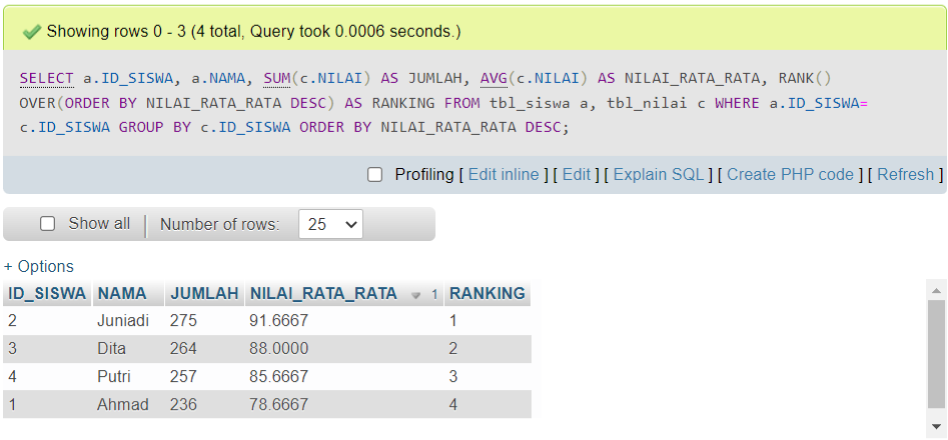 Showing rows 0 - 3 (4 total, Query took 0.0006 seconds.)
SELECT a.ID_SISWA, a.NAMA, SUM(c.NILAI) AS JUMLAH, AVG(c.NILAI) AS NILAI_RATA_RATA, RANK()
OVER(ORDER BY NILAI_RATA_RATA DESC) AS RANKING FROM tbl_siswa a, tbl_nilai c WHERE a.ID_SISWA=
c.ID_SISWA GROUP BY c.ID_SISWA ORDER BY NILAI_RATA_RATA DESC;
Profiling [ Edit inline ] [ Edit ] [ Explain SQL ] [ Create PHP code ] [ Refresh ]
Show all | Number of rows: 25
+ Options
ID_SISWA NAMA JUMLAH NILAI_RATA_RATA 1 RANKING
2 Juniadi 275 91.6667 1
3 Dita 264 88.0000 2
4 Putri 257 85.6667 3
1 Ahmad 236 78.6667 4